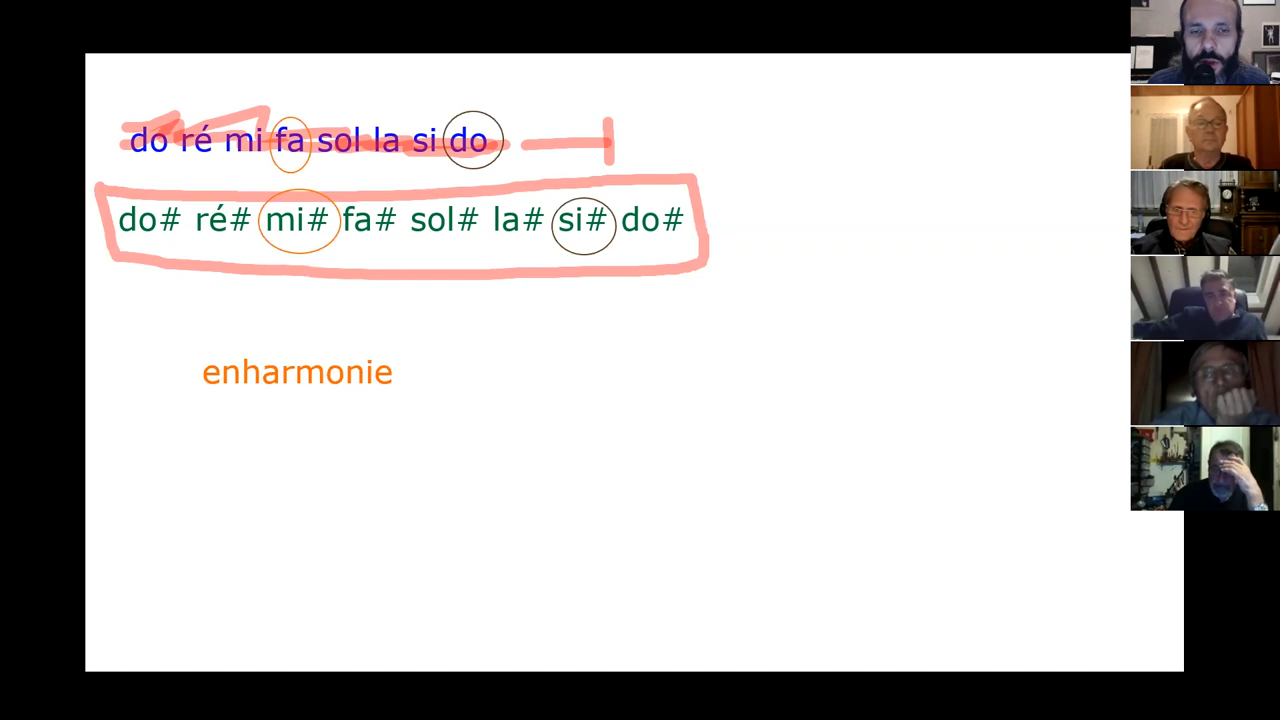 do ré mi fa sol la si do
do# ré# mi# fa# sol# la# si# do#
enharmonie